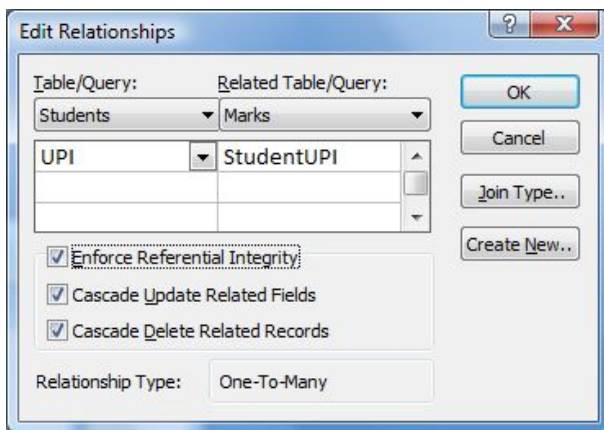 Edit Relationships
Table/Query: Related Table/Query:
Students Marks
UPI StudentUPI
Enforce Referential Integrity
Cascade Update Related Fields
Cascade Delete Related Records
Relationship Type: One-To-Many
?
X
OK
Cancel
Join Type..
Create New..